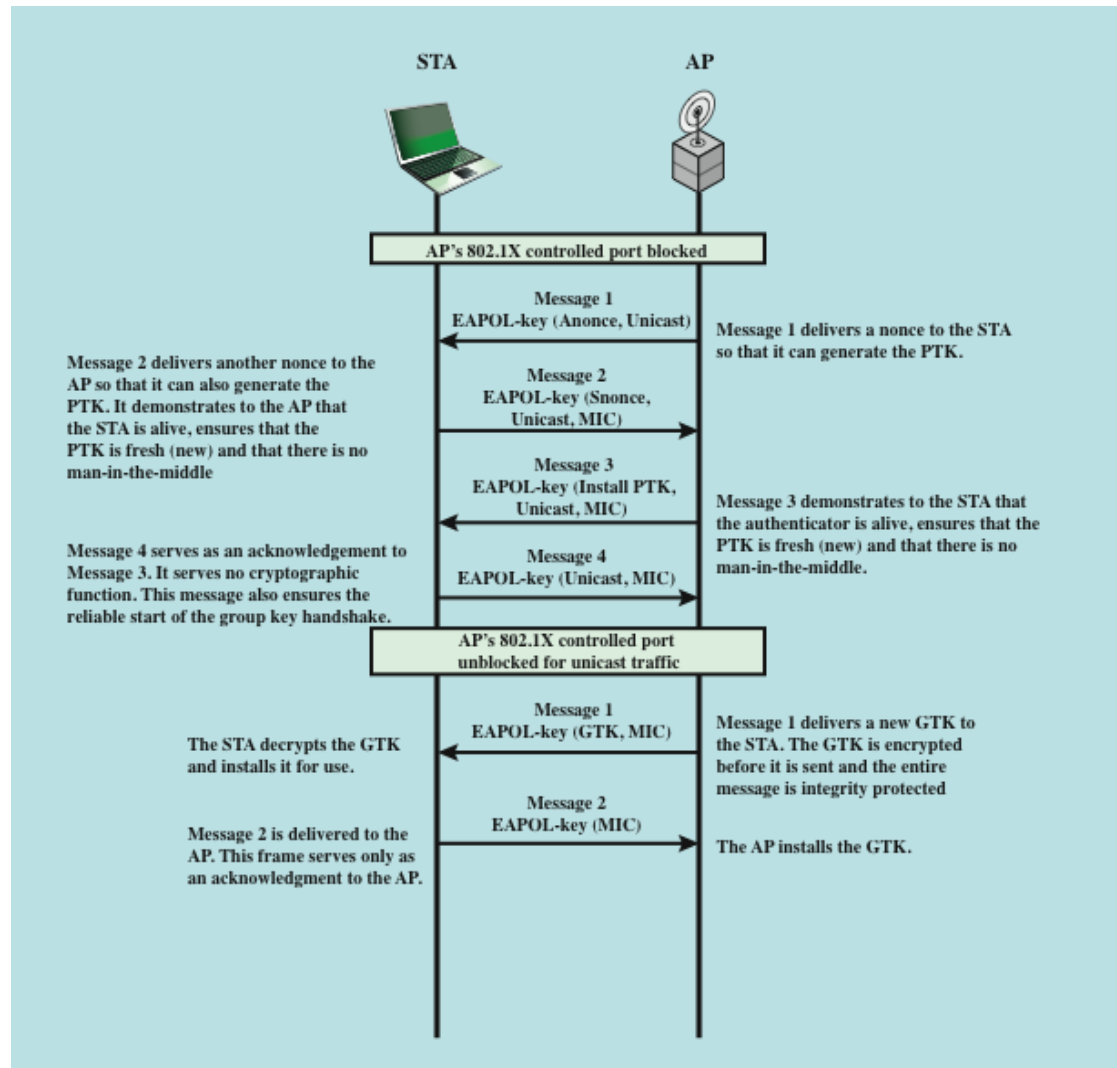 STA
AP
AP's 802.1X controlled port blocked
Message 1
EAPOL-key (Anonce, Unicast)
Message 1 delivers a nonce to the STA
so that it can generate the PTK.
Message 2 delivers another nonce to the
AP so that it can also generate the
PTK. It demonstrates to the AP that
the STA is alive, ensures that the
PTK is fresh (new) and that there is no
man-in-the-middle
Message 2
EAPOL-key (Snonce,
Unicast, MIC)
Message 3
EAPOL-key (Install PTK,
Unicast, MIC)
Message 3 demonstrates to the STA that
the authenticator is alive, ensures that the
PTK is fresh (new) and that there is no
man-in-the-middle.
Message 4 serves as an acknowledgement to
Message 3. It serves no cryptographic
function. This message also ensures the
reliable start of the group key handshake.
Message 4
EAPOL-key (Unicast, MIC)
AP's 802.1X controlled port
unblocked for unicast traffic
Message 1
EAPOL-key (GTK, MIC)
Message 1 delivers a new GTK to
the STA. The GTK is encrypted
before it is sent and the entire
message is integrity protected
The STA decrypts the GTK
and installs it for use.
Message 2
EAPOL-key (MIC)
Message 2 is delivered to the
AP. This frame serves only as
an acknowledgment to the AP.
The AP installs the GTK.